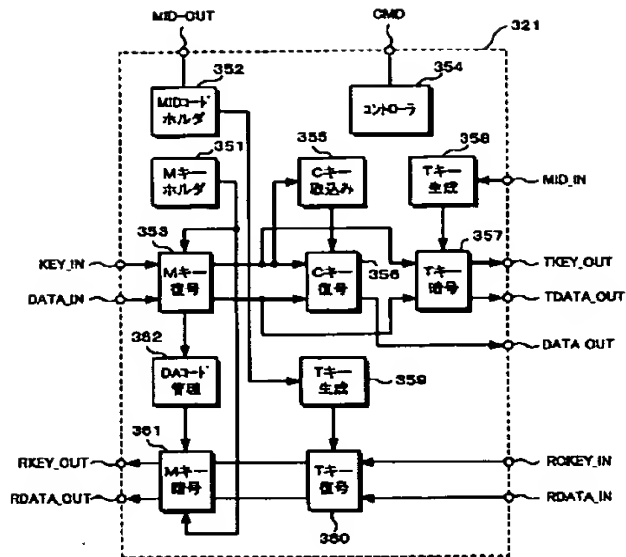 MID-OUT
CMD
321
352
354
MIDコード
ホルダ
コントローラ
351
355
358
Mキー
ホルダ
Cキー
取込み
Tキー
生成
MID_IN
353
357
KEY_IN
Mキー
復号
Cキー
復号
356
Tキー
暗号
TKEY_OUT
DATA_IN
TDATA_OUT
362
DATA_OUT
DAコード
管理
Tキー
生成
359
361
RKEY_OUT
Mキー
暗号
Tキー
復号
RCKEY_IN
RDATA_OUT
RDATA_IN
360